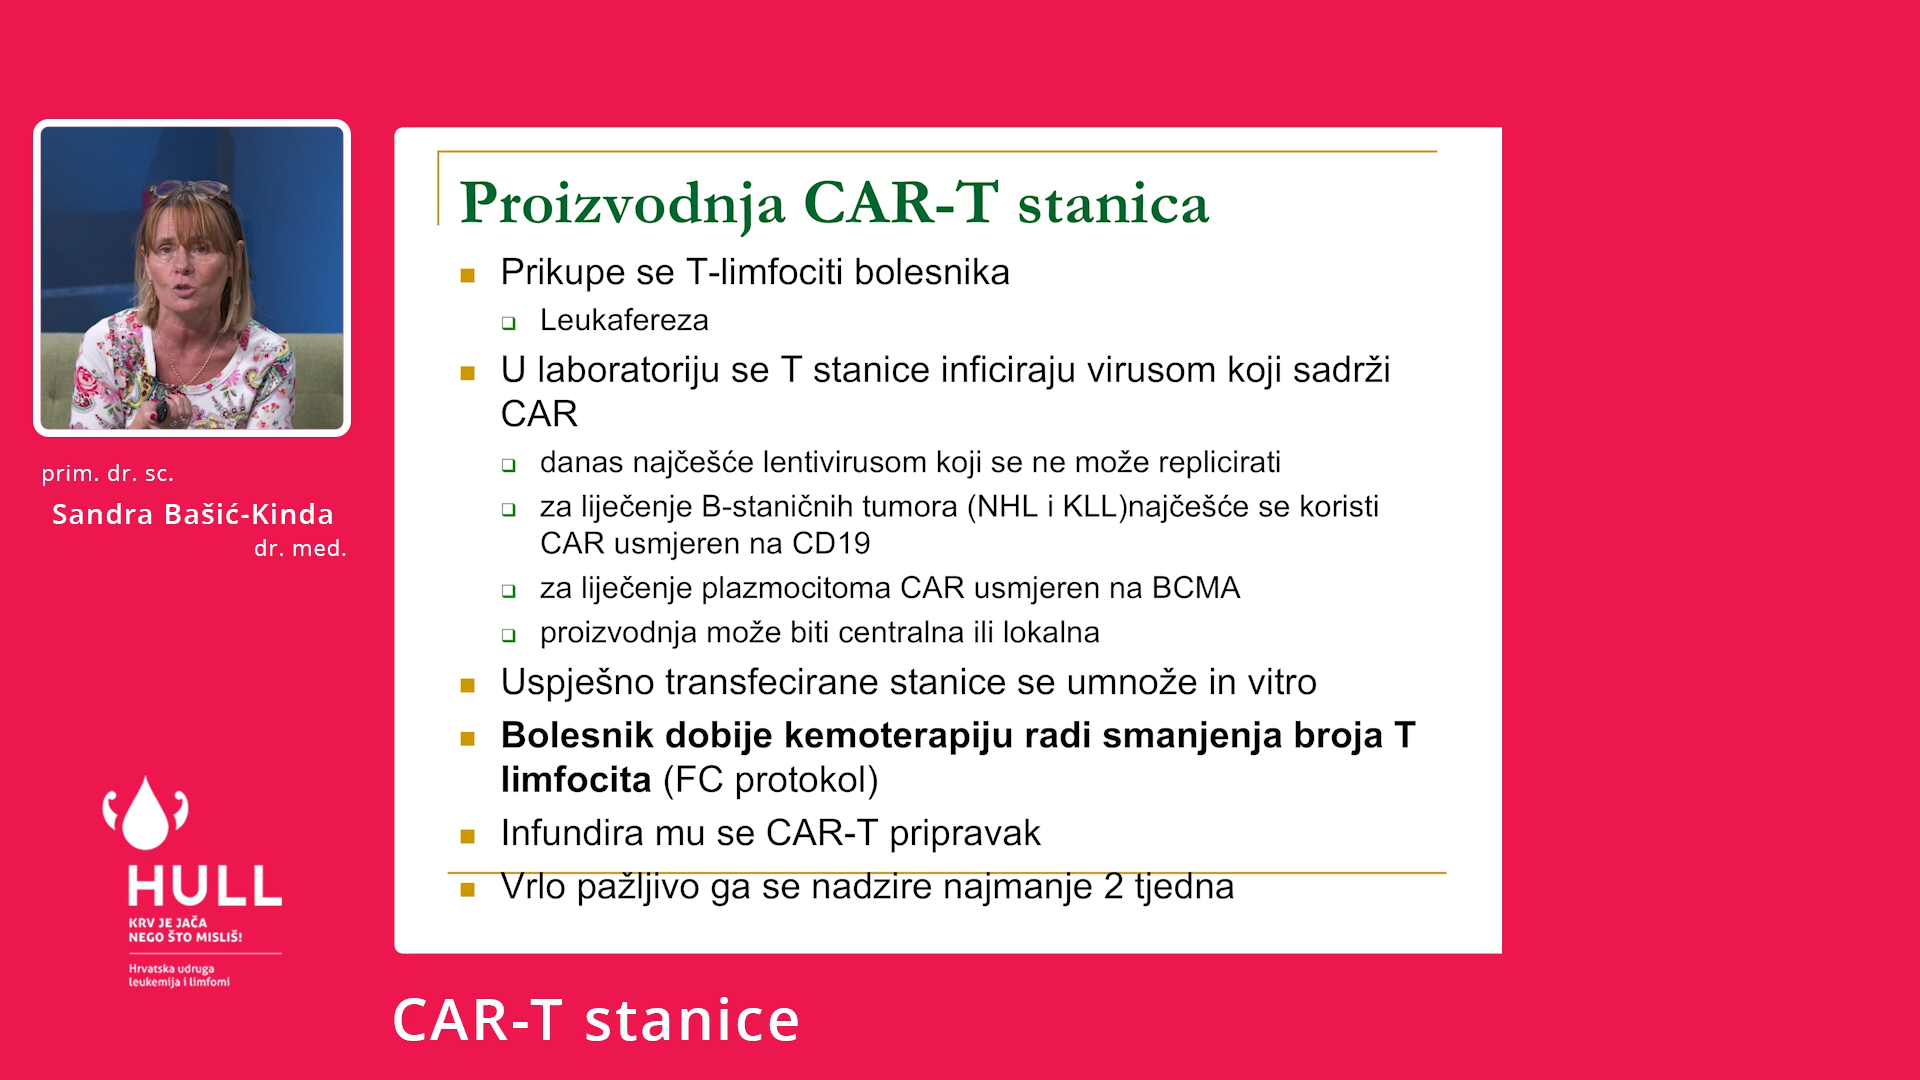 prim. dr. sc.
Sandra Bašić-Kinda
dr. med.
HULL
KRV JE JAČA
NEGO ŠTO MISLIŠ!
Hrvatska udruga
leukemija i limfomi
Proizvodnja CAR-T stanica
Prikupe se T-limfociti bolesnika
Leukafereza
U laboratoriju se T stanice inficiraju virusom koji sadrži
CAR
danas najčešće lentivirusom koji se ne može replicirati
za liječenje B-staničnih tumora (NHL i KLL)najčešće se koristi
CAR usmjeren na CD19
za liječenje plazmocitoma CAR usmjeren na BCMA
proizvodnja može biti centralna ili lokalna
Uspješno transfecirane stanice se umnože in vitro
Bolesnik dobije kemoterapiju radi smanjenja broja T
limfocita (FC protokol)
Infundira mu se CAR-T pripravak
Vrlo pažljivo ga se nadzire najmanje 2 tjedna
CAR-T stanice